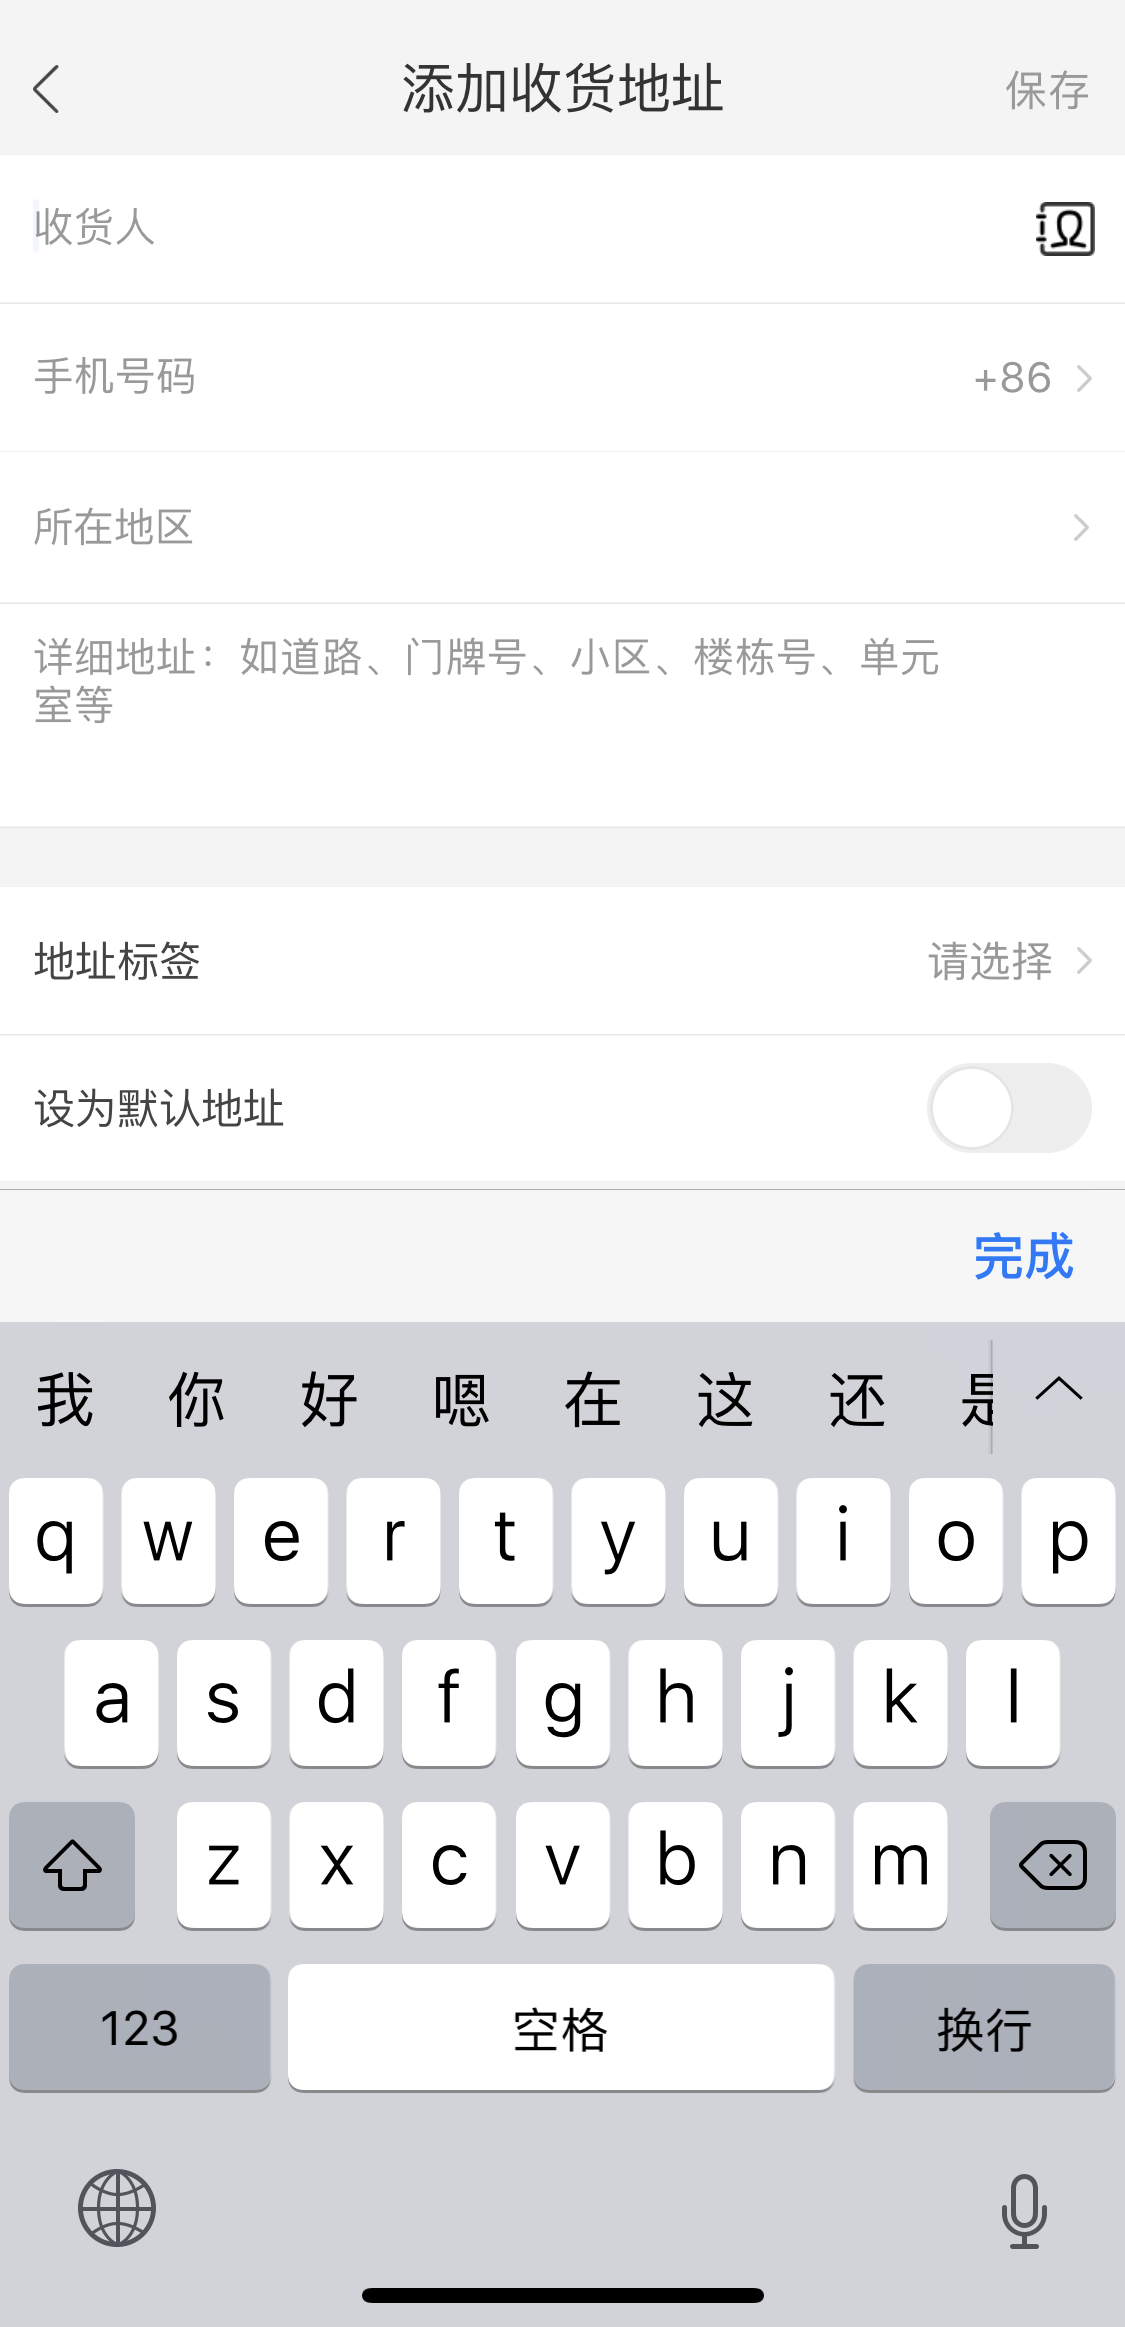 添加收货地址 保存
收货人
手机号码 +86
所在地区
详细地址：如道路、门牌号、小区、楼栋号、单元
室等
地址标签 请选择
设为默认地址
完成
我 你 好 嗯 在 这 还 是
q w e r t y u i o p
a s d f g h j k l
z x c v b n m
123 空格 换行